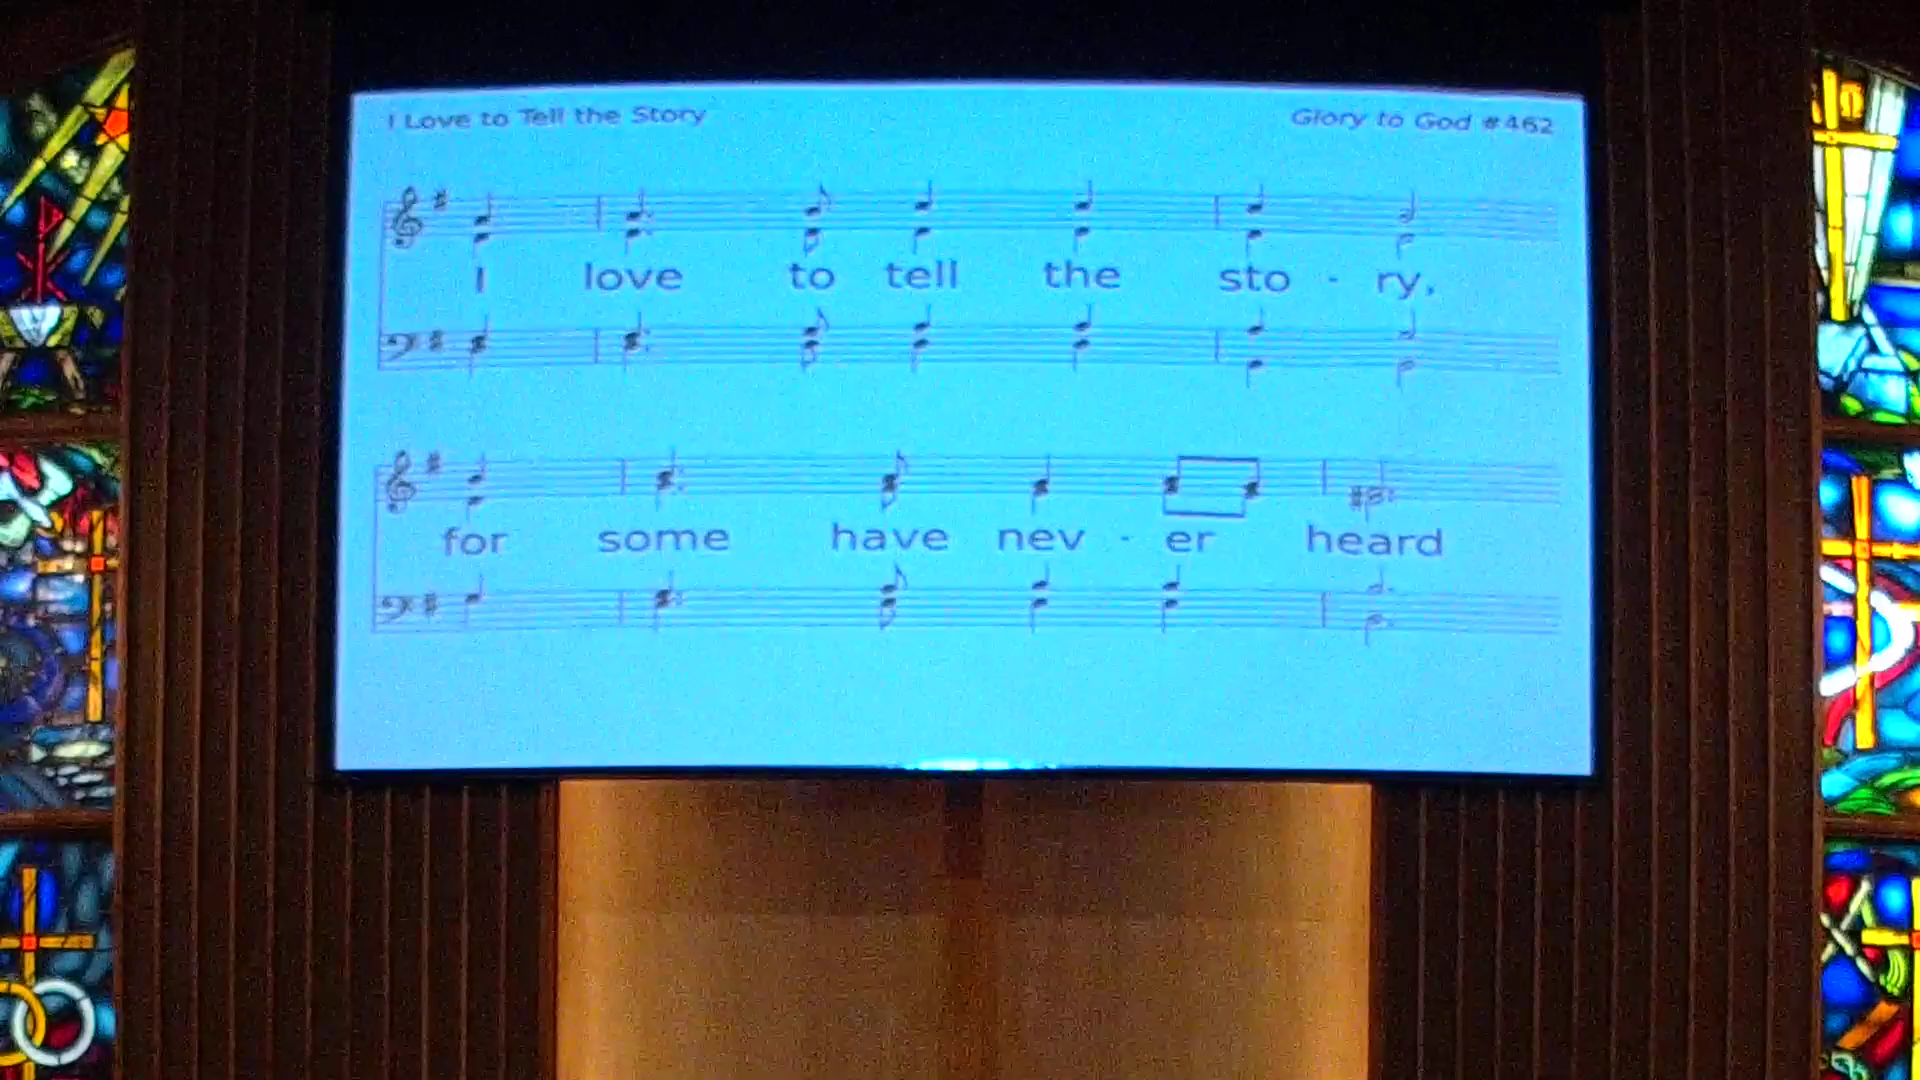 I Love to Tell the Story
Glory to God #462
I love to tell the sto - ry,
for some have nev - er heard